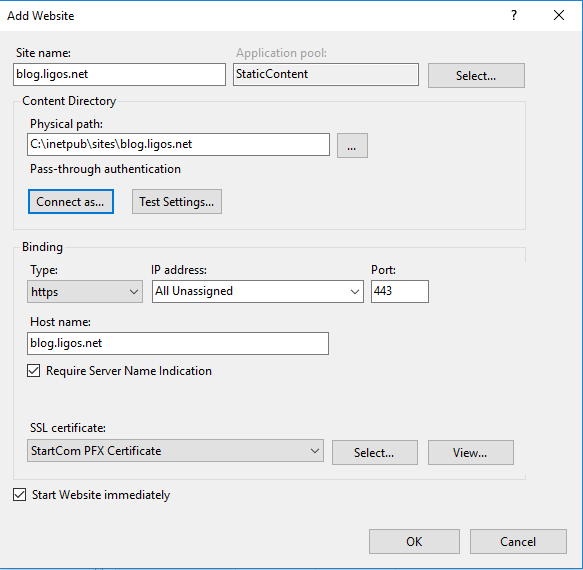 Add Website
?
Site name: Application pool:
blog.ligos.net StaticContent Select...
Content Directory
Physical path:
C:\inetpub\sites\blog.ligos.net ...
Pass-through authentication
Connect as... Test Settings...
Binding
Type: IP address: Port:
https All Unassigned 443
Host name:
blog.ligos.net
Require Server Name Indication
SSL certificate:
StartCom PFX Certificate Select... View...
Start Website immediately
OK Cancel